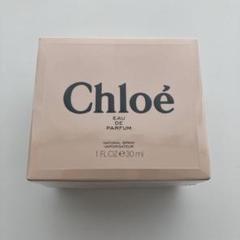 Chloé
EAU
DE
PARFUM
NATURAL SPRAY
VAPORISATEUR
1 FL OZ e 30 ml